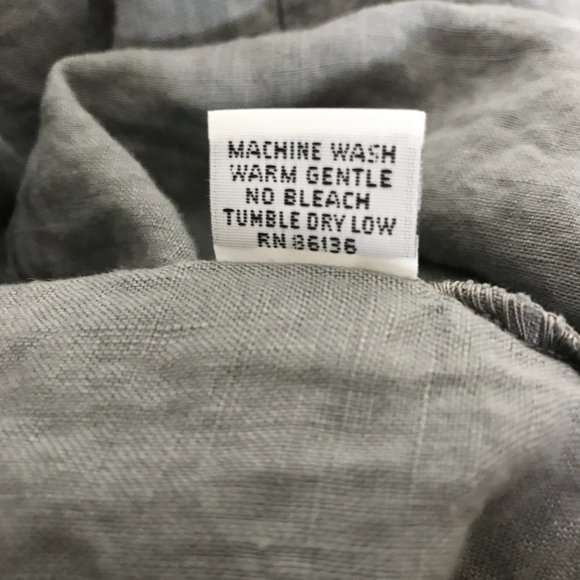 MACHINE WASH
WARM GENTLE
NO BLEACH
TUMBLE DRY LOW
RN 86136